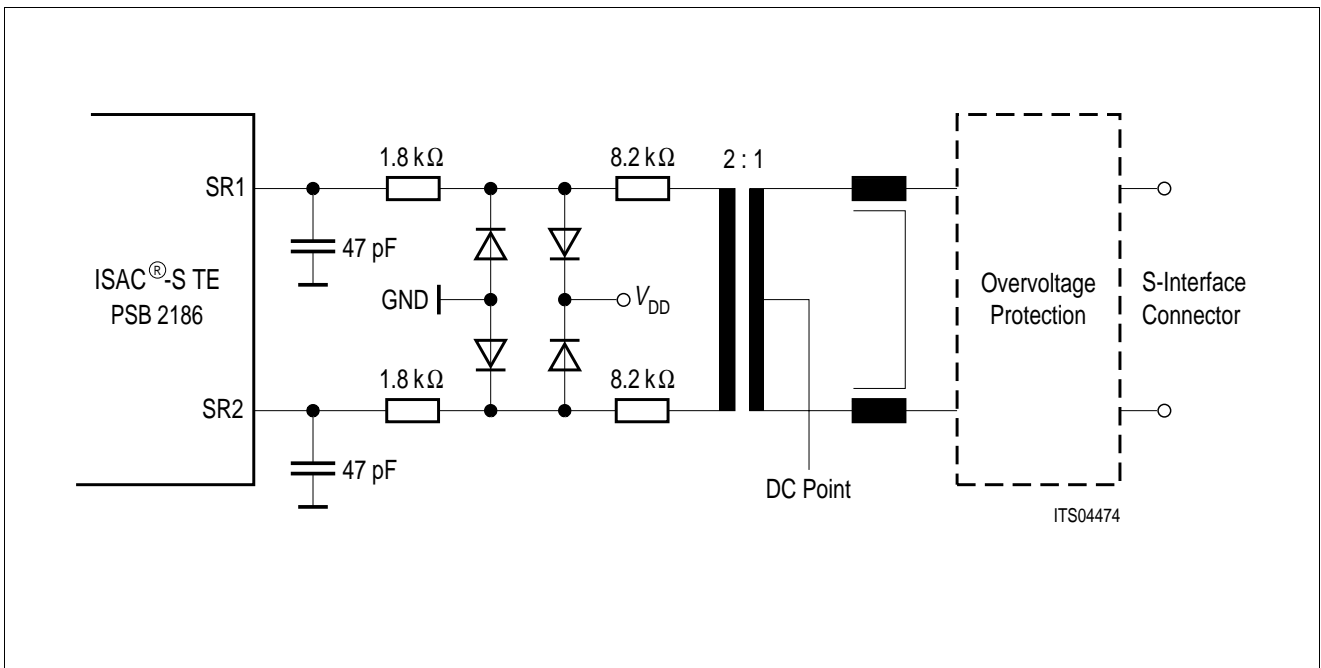 1.8 kΩ
8.2 kΩ
2 : 1
SR1
47 pF
ISAC®-S TE
PSB 2186
GND
VDD
Overvoltage
Protection
S-Interface
Connector
1.8 kΩ
8.2 kΩ
SR2
47 pF
DC Point
ITS04474